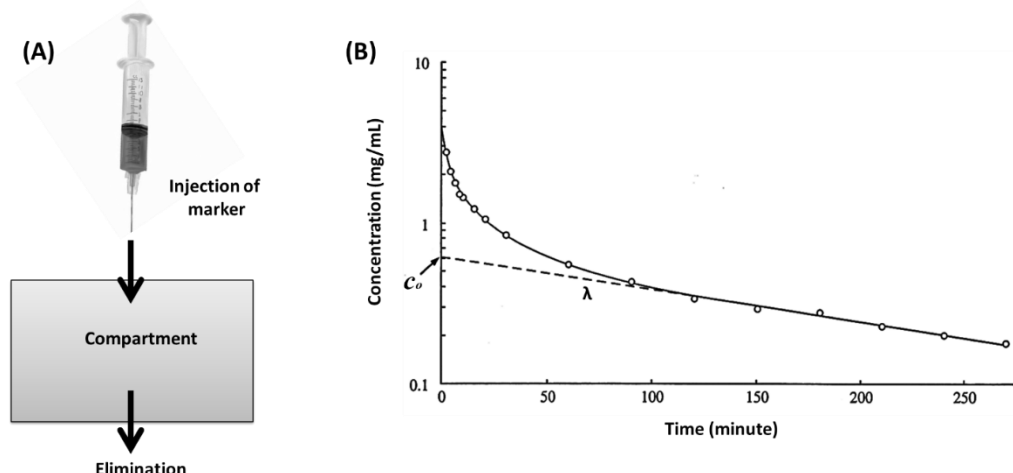 (A)
Injection of
marker
Compartment
Elimination
(B)
Concentration (mg/mL)
10
1
0.1
C₀
λ
0
50
100
150
200
250
Time (minute)